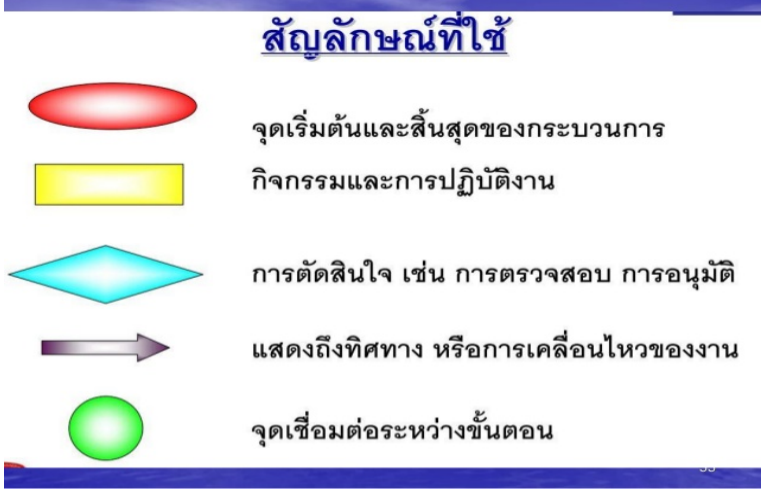 สัญลักษณ์ที่ใช้
จุดเริ่มต้นและสิ้นสุดของกระบวนการ
กิจกรรมและการปฏิบัติงาน
การตัดสินใจ เช่น การตรวจสอบ การอนุมัติ
แสดงถึงทิศทาง หรือการเคลื่อนไหวของงาน
จุดเชื่อมต่อระหว่างขั้นตอน